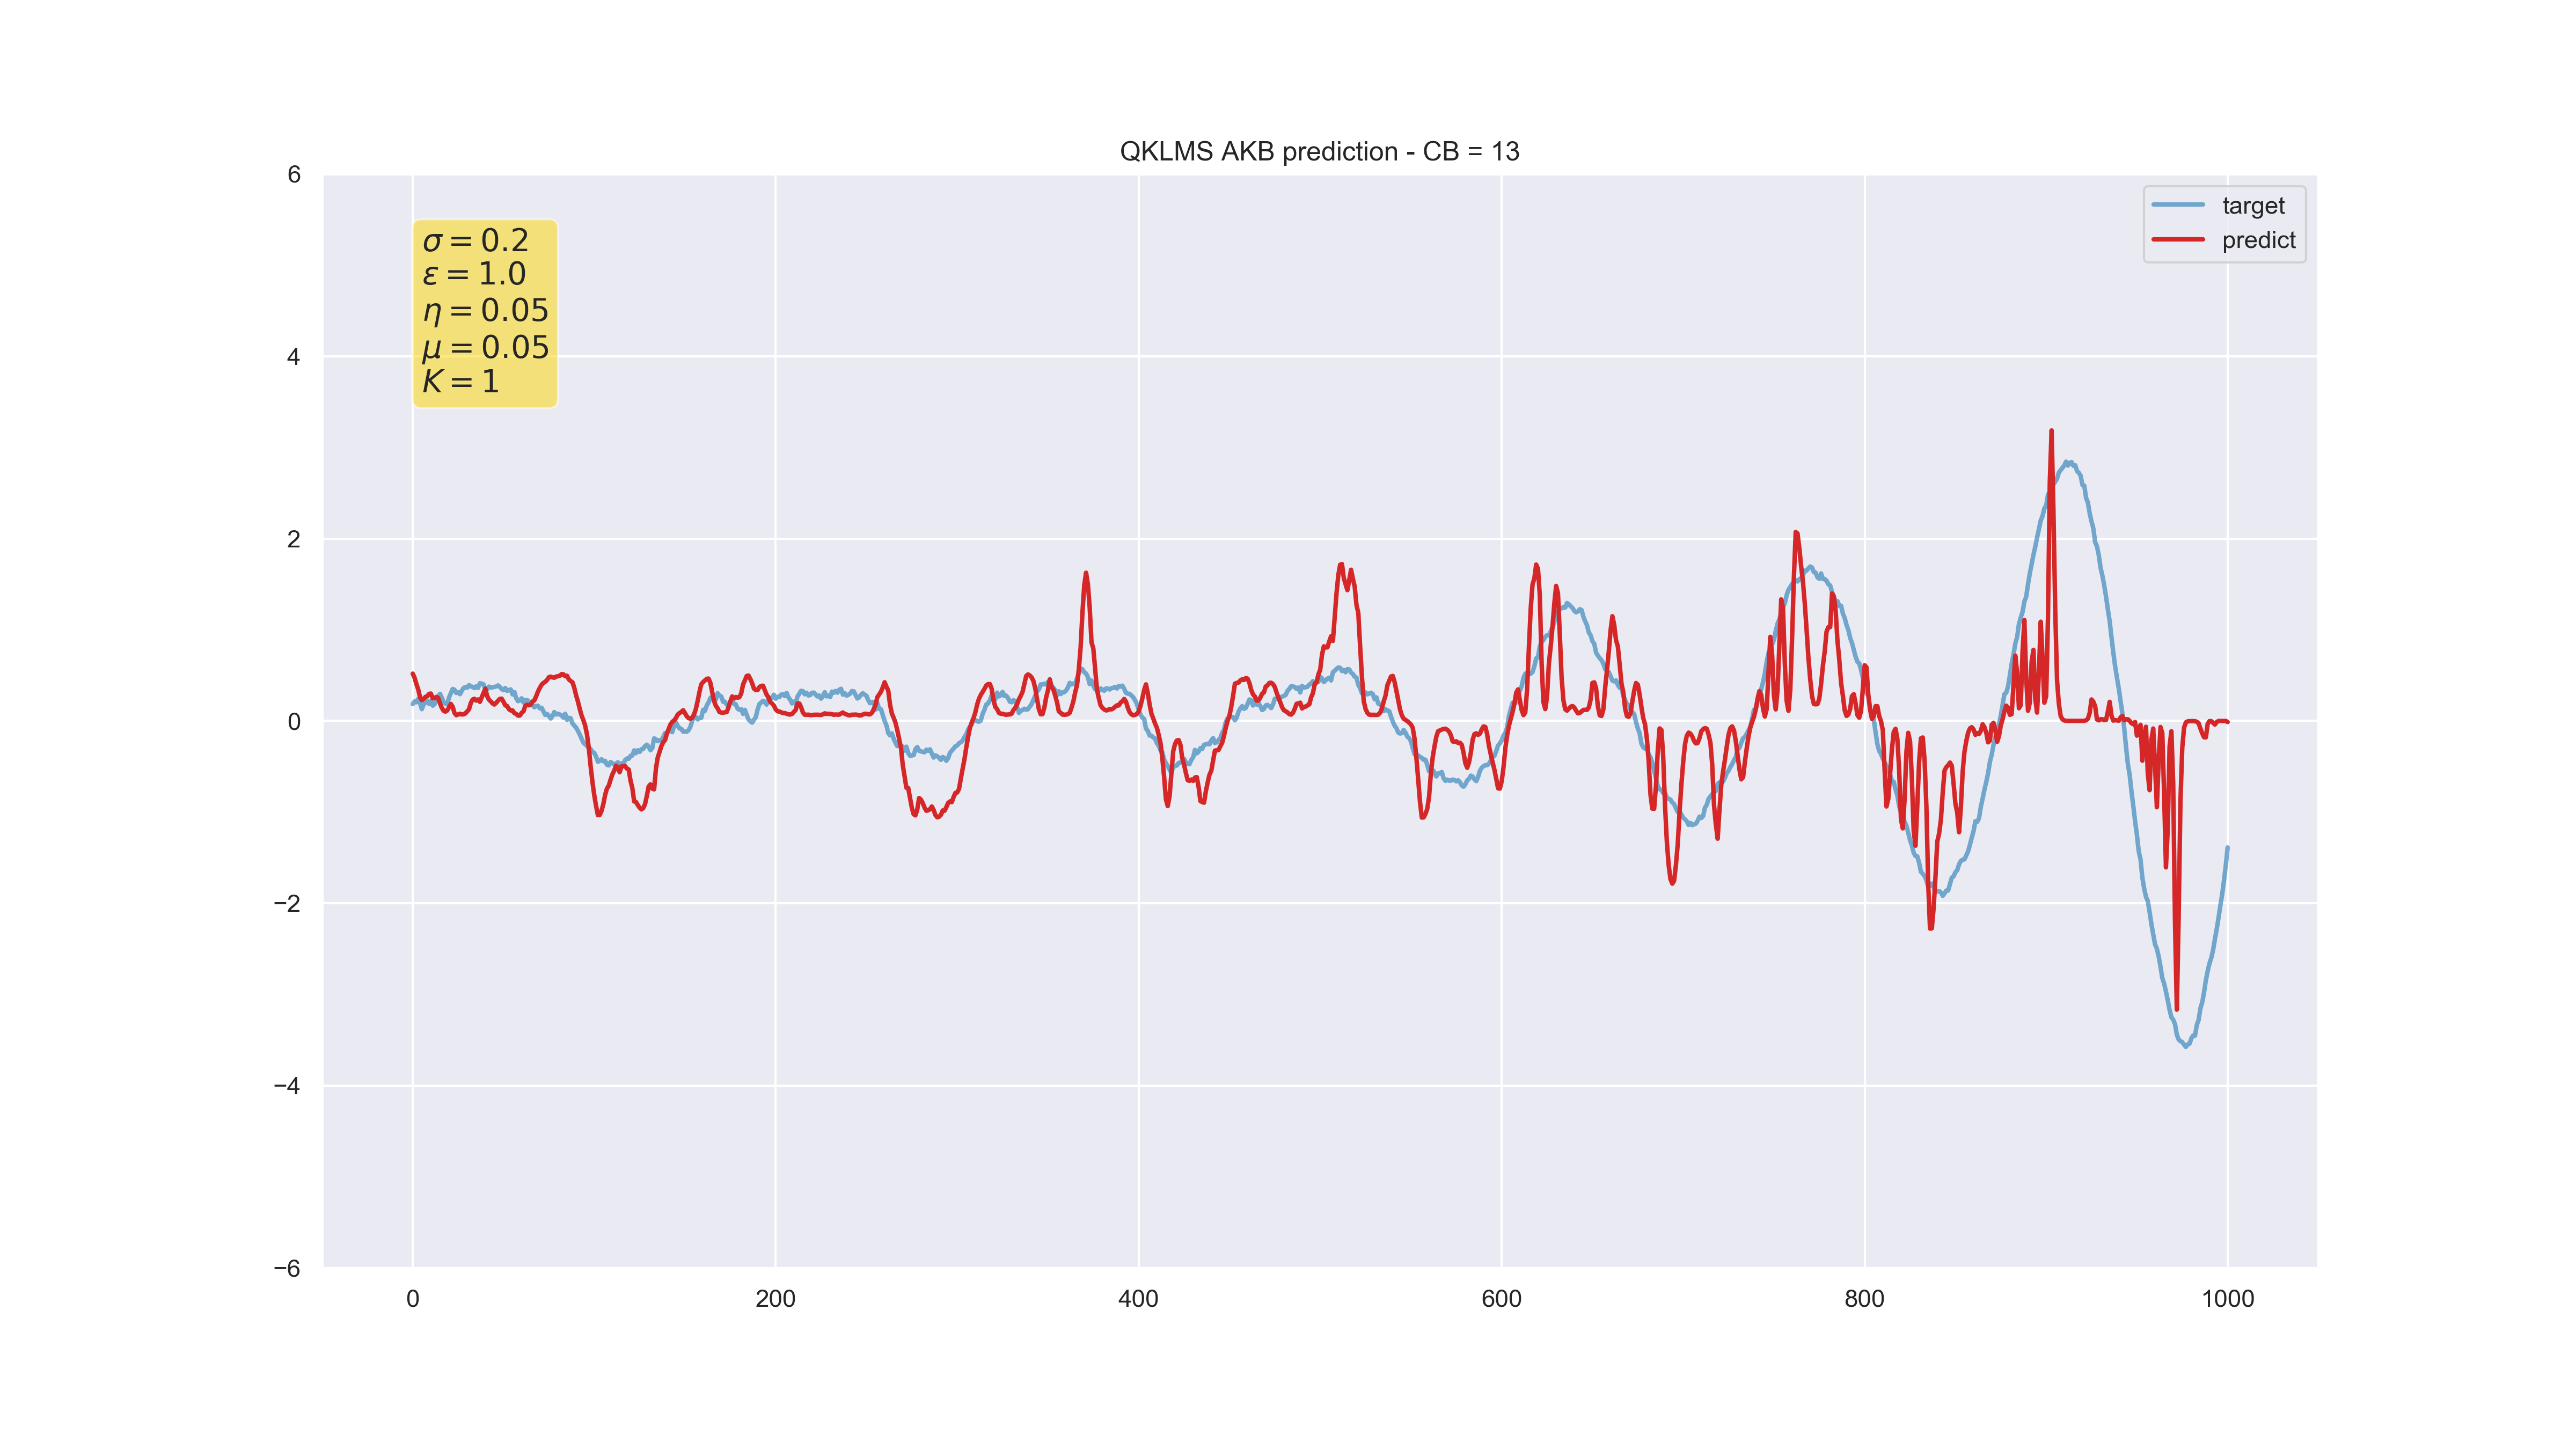 QKLMS AKB prediction - CB = 13
6
4
2
0
−2
−4
−6
σ = 0.2
ε = 1.0
η = 0.05
μ = 0.05
K = 1
target
predict
0
200
400
600
800
1000